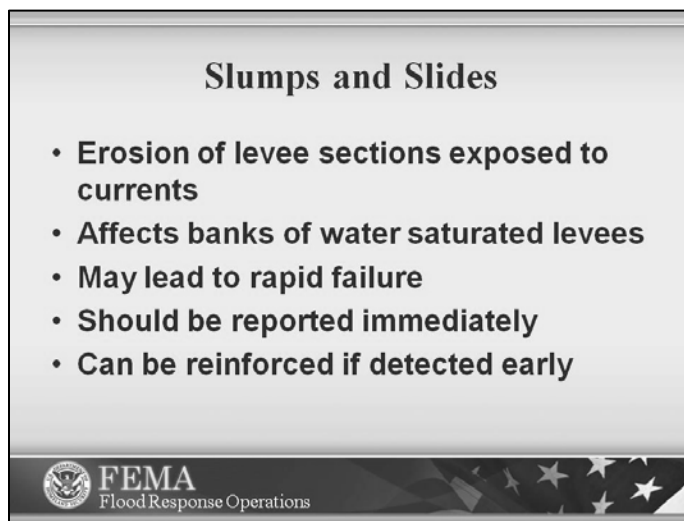 Slumps and Slides
• Erosion of levee sections exposed to
currents
• Affects banks of water saturated levees
• May lead to rapid failure
• Should be reported immediately
• Can be reinforced if detected early
FEMA
Flood Response Operations